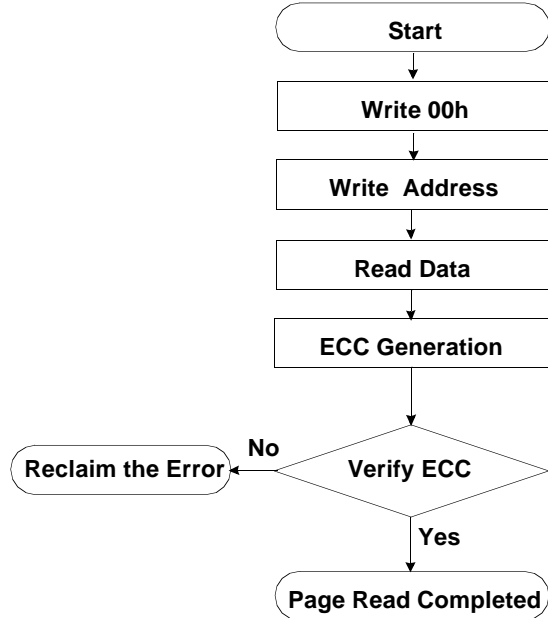 Start
Write 00h
Write Address
Read Data
ECC Generation
No
Reclaim the Error
Verify ECC
Yes
Page Read Completed